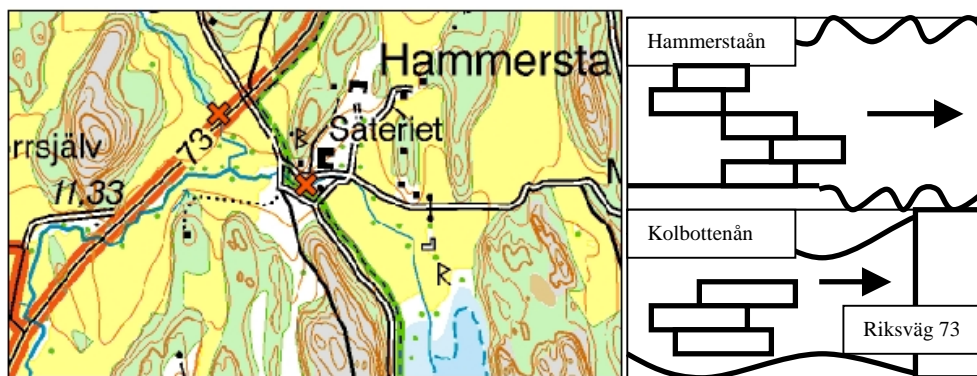 Hammersta
Säteriet
R
73
rrsjälv
11.33
N
R
Hammerstaån
Kolbottenån
Riksväg 73